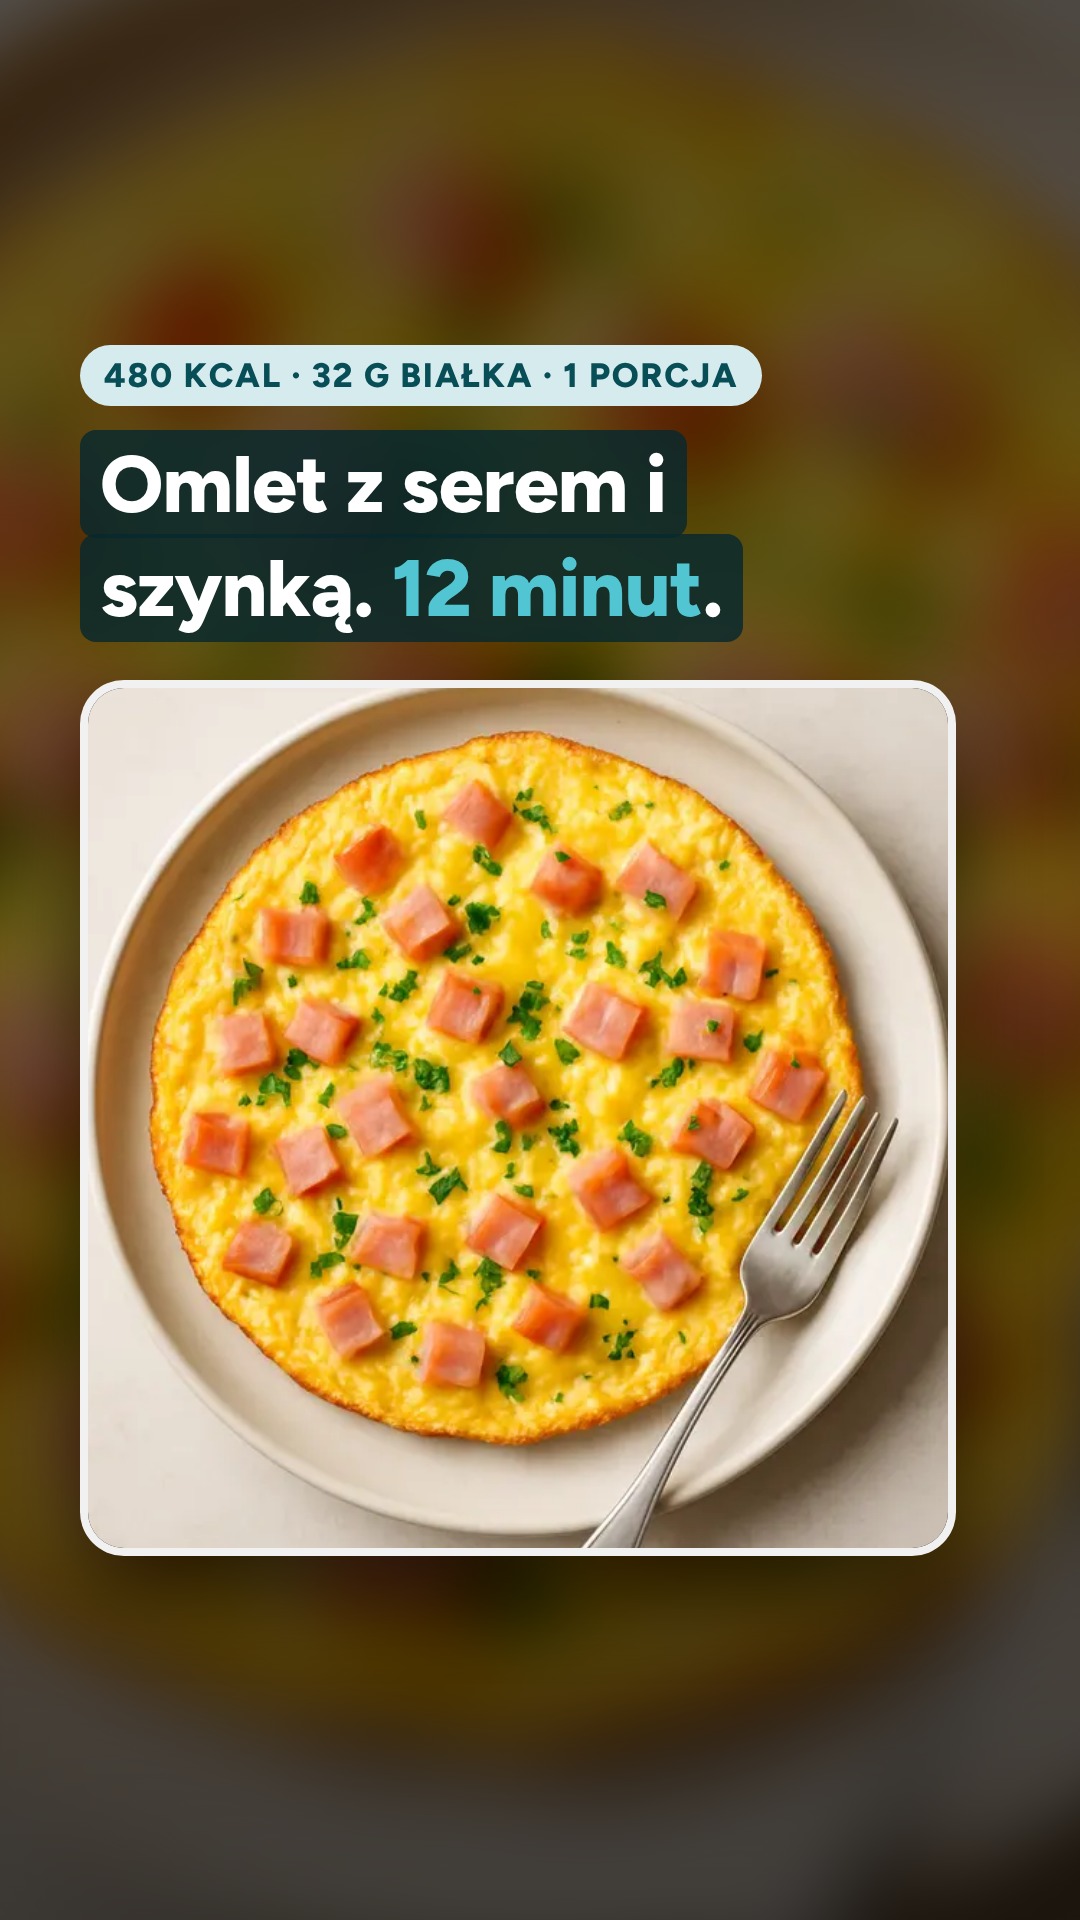 480 KCAL · 32 G BIAŁKA · 1 PORCJA
Omlet z serem i
szynką. 12 minut.